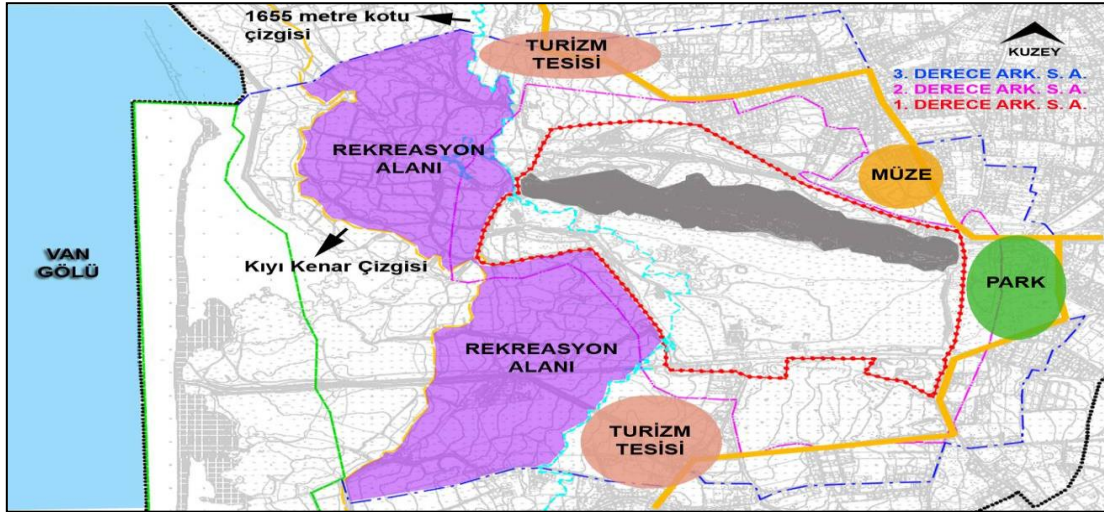 1655 metre kotu
çizgisi
TURİZM
TESİSİ
KUZEY
3. DERECE ARK. S. A.
2. DERECE ARK. S. A.
1. DERECE ARK. S. A.
REKREASYON
ALANI
MÜZE
VAN
GÖLÜ
Kıyı Kenar Çizgisi
PARK
REKREASYON
ALANI
TURİZM
TESİSİ